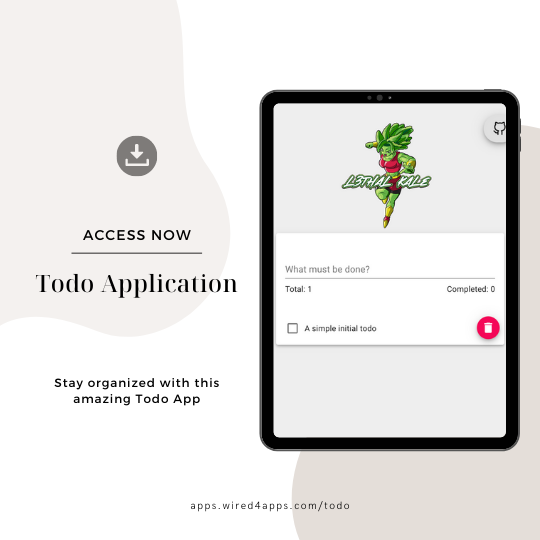 ACCESS NOW
Todo Application
Stay organized with this
amazing Todo App
L3THAL KALE
What must be done?
Total: 1
Completed: 0
A simple initial todo
apps.wired4apps.com/todo